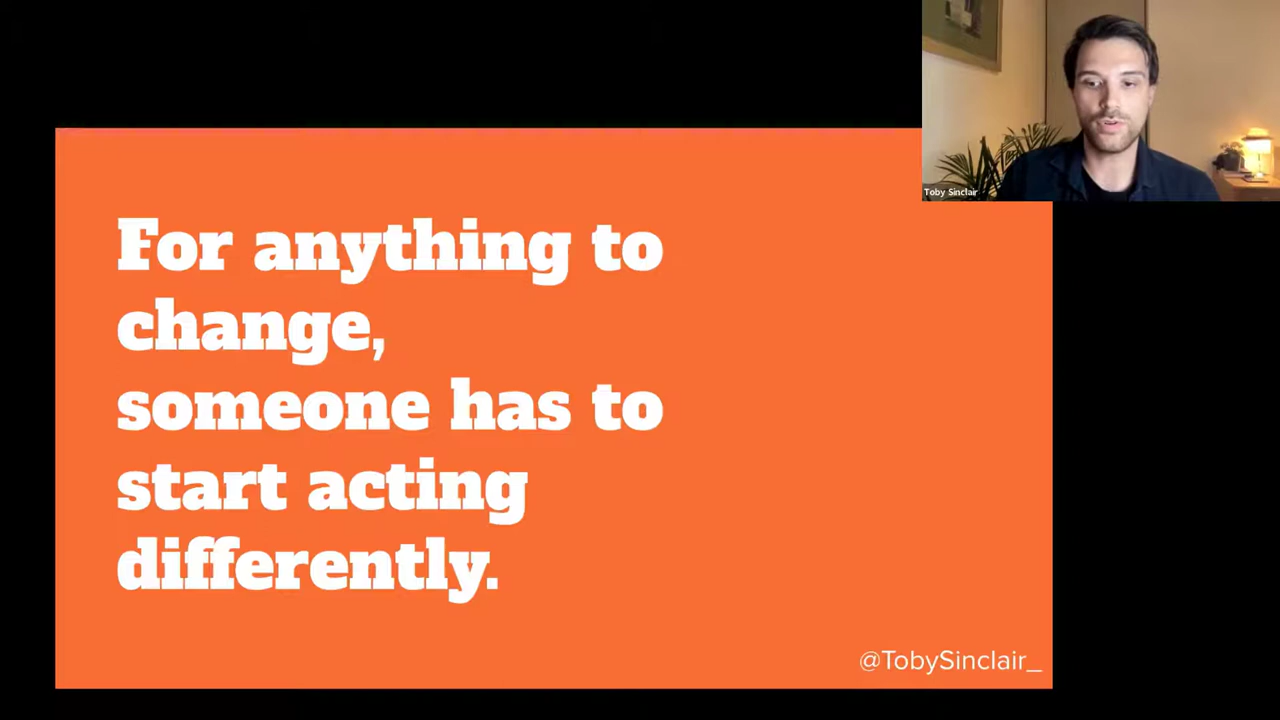 Toby Sinclair
For anything to
change,
someone has to
start acting
differently.
@TobySinclair_